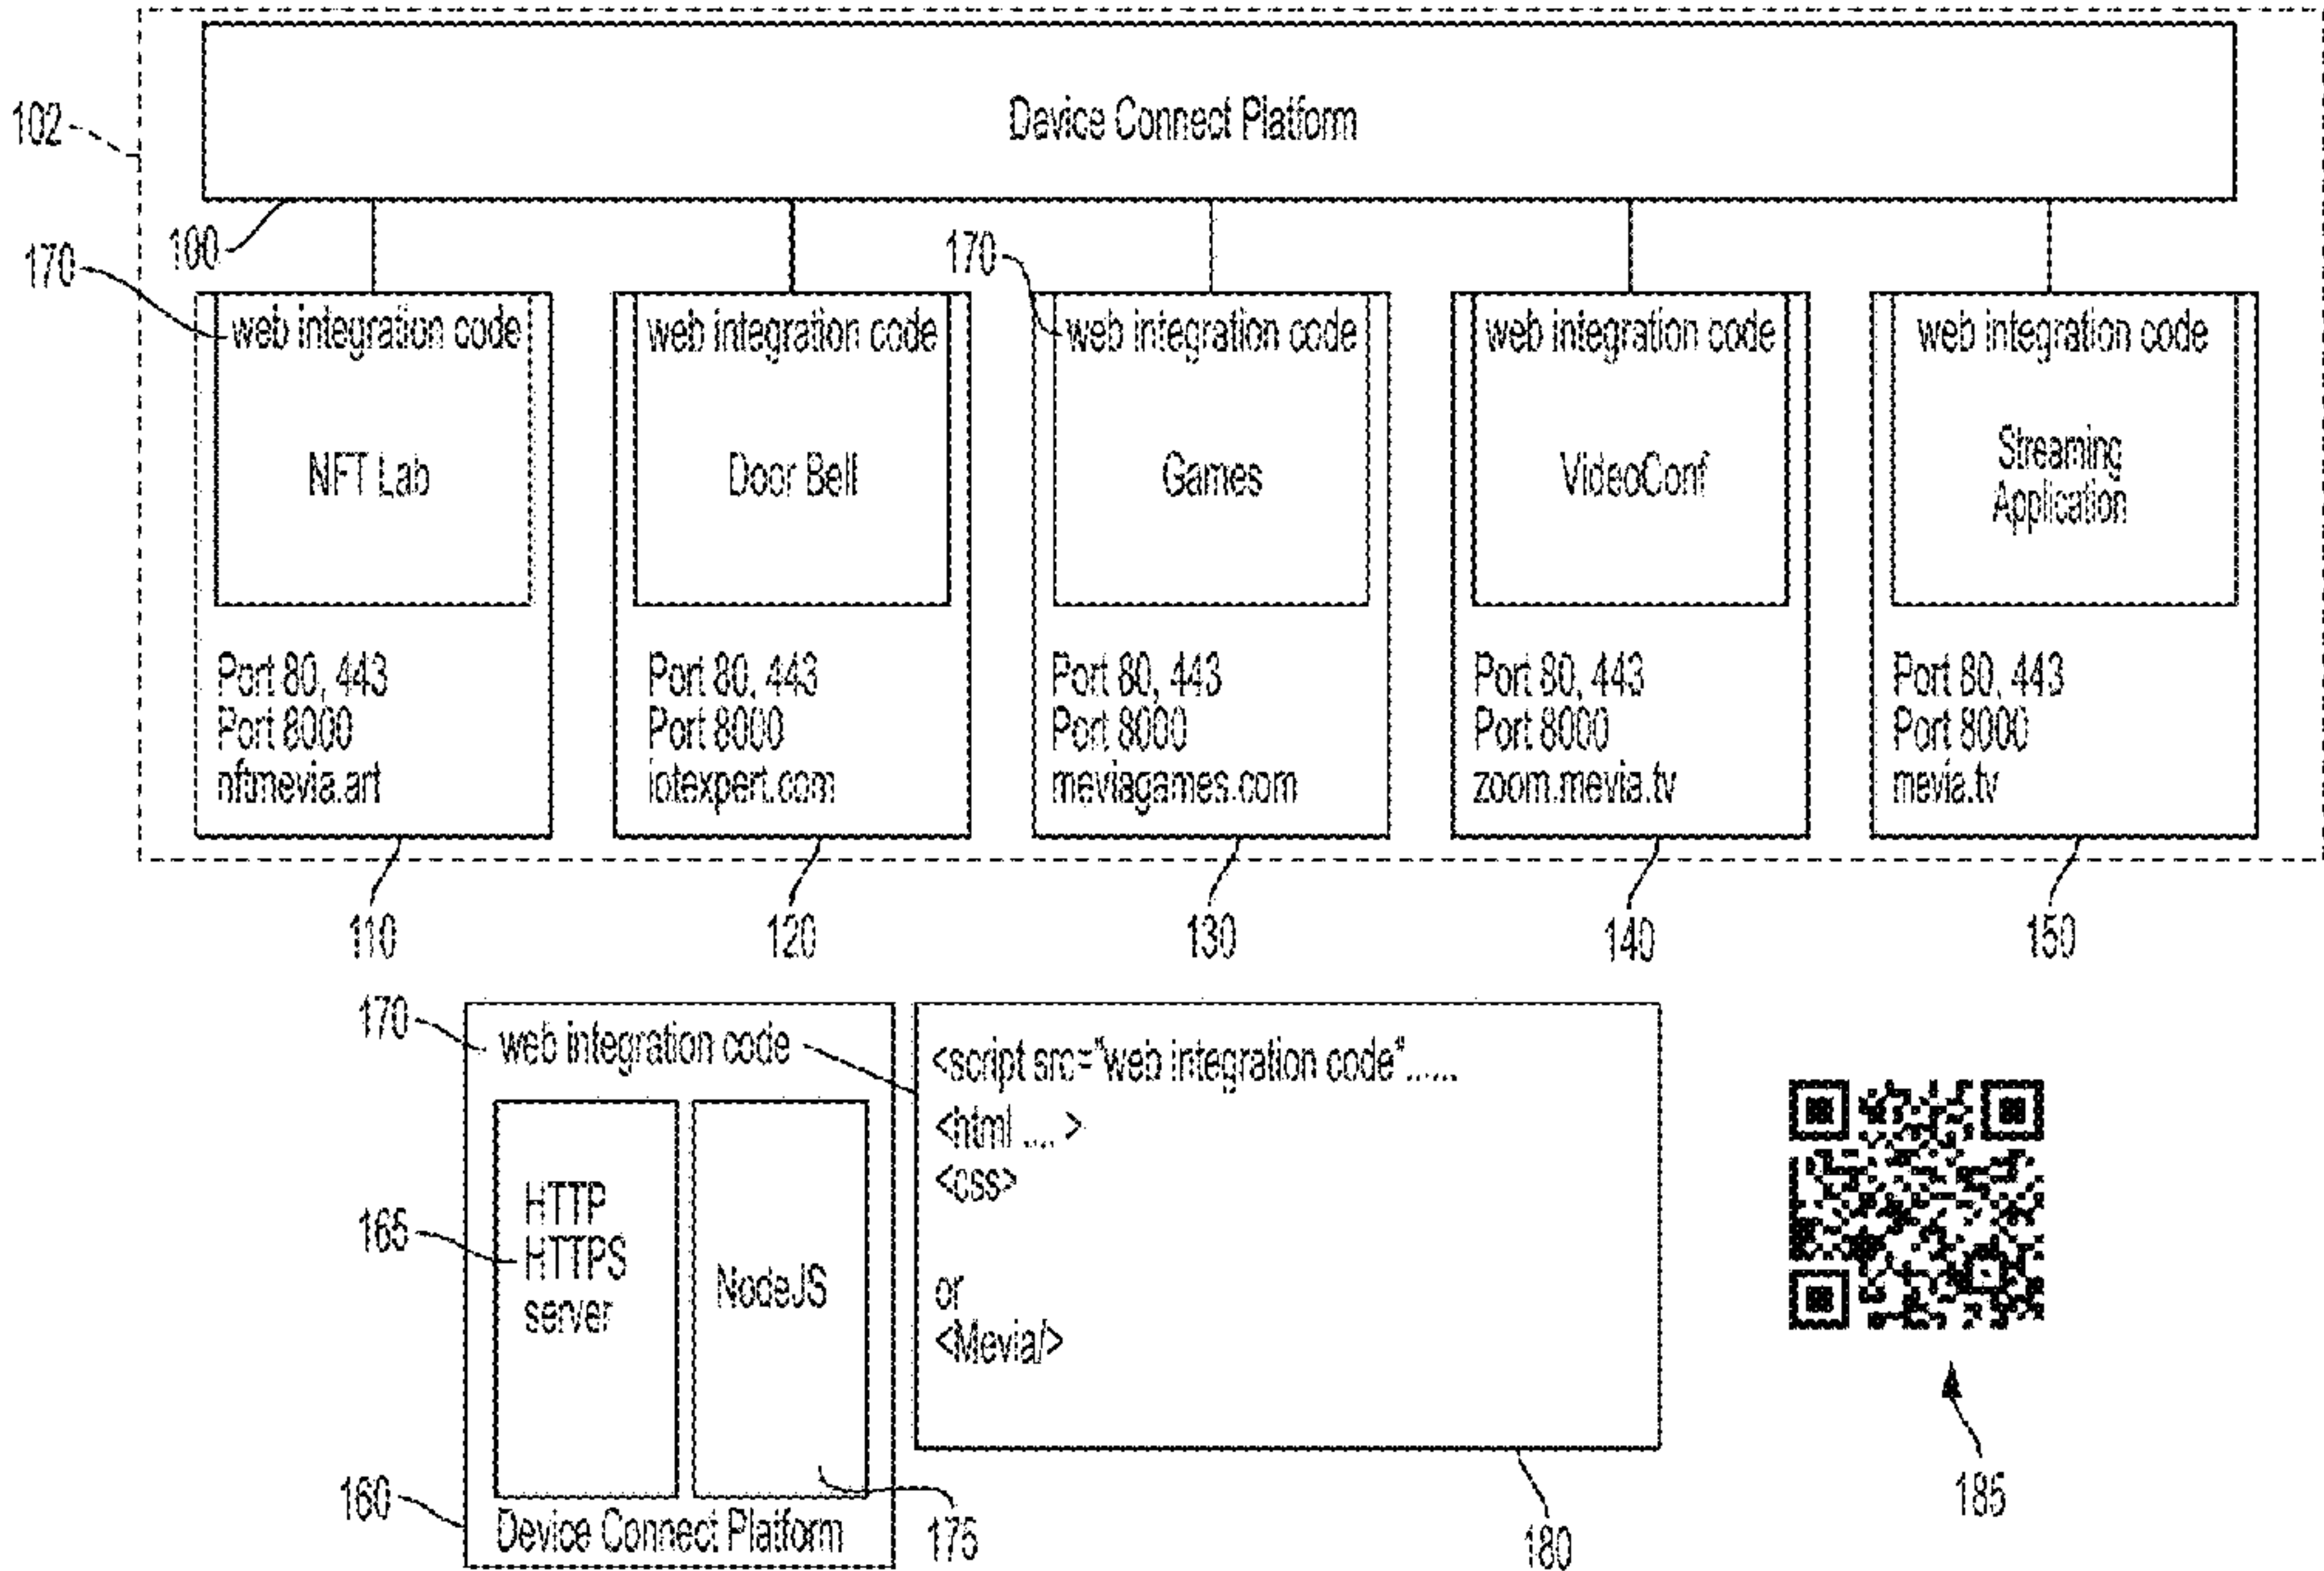 Device Connect Platform
102
100
170
170
web integration code
web integration code
web integration code
web integration code
web integration code
NFT Lab
Door Bell
Games
VideoConf
Streaming
Application
Port 80, 443
Port 8000
nftmevia.art
Port 80, 443
Port 8000
iotexpert.com
Port 80, 443
Port 8000
meviagames.com
Port 80, 443
Port 8000
zoom.mevia.tv
Port 80, 443
Port 8000
mevia.tv
110
120
130
140
150
170
web integration code
165
HTTP
HTTPS
server
NodeJS
160
Device Connect Platform
175
<script src="web integration code"......
<html .... >
<css>
or
<Mevia/>
180
185